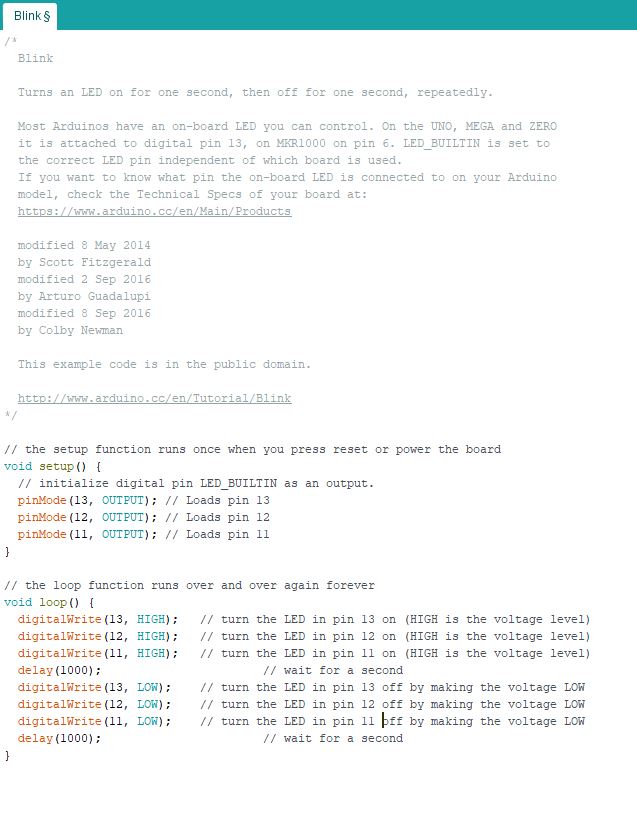 Blink §
/*
  Blink

  Turns an LED on for one second, then off for one second, repeatedly.

  Most Arduinos have an on-board LED you can control. On the UNO, MEGA and ZERO
  it is attached to digital pin 13, on MKR1000 on pin 6. LED_BUILTIN is set to
  the correct LED pin independent of which board is used.
  If you want to know what pin the on-board LED is connected to on your Arduino
  model, check the Technical Specs of your board at:
  https://www.arduino.cc/en/Main/Products

  modified 8 May 2014
  by Scott Fitzgerald
  modified 2 Sep 2016
  by Arturo Guadalupi
  modified 8 Sep 2016
  by Colby Newman

  This example code is in the public domain.

  http://www.arduino.cc/en/Tutorial/Blink
*/

// the setup function runs once when you press reset or power the board
void setup() {
  // initialize digital pin LED_BUILTIN as an output.
  pinMode(13, OUTPUT); // Loads pin 13
  pinMode(12, OUTPUT); // Loads pin 12
  pinMode(11, OUTPUT); // Loads pin 11
}

// the loop function runs over and over again forever
void loop() {
  digitalWrite(13, HIGH);   // turn the LED in pin 13 on (HIGH is the voltage level)
  digitalWrite(12, HIGH);   // turn the LED in pin 12 on (HIGH is the voltage level)
  digitalWrite(11, HIGH);   // turn the LED in pin 11 on (HIGH is the voltage level)
  delay(1000);                       // wait for a second
  digitalWrite(13, LOW);    // turn the LED in pin 13 off by making the voltage LOW
  digitalWrite(12, LOW);    // turn the LED in pin 12 off by making the voltage LOW
  digitalWrite(11, LOW);    // turn the LED in pin 11 off by making the voltage LOW
  delay(1000);                       // wait for a second
}